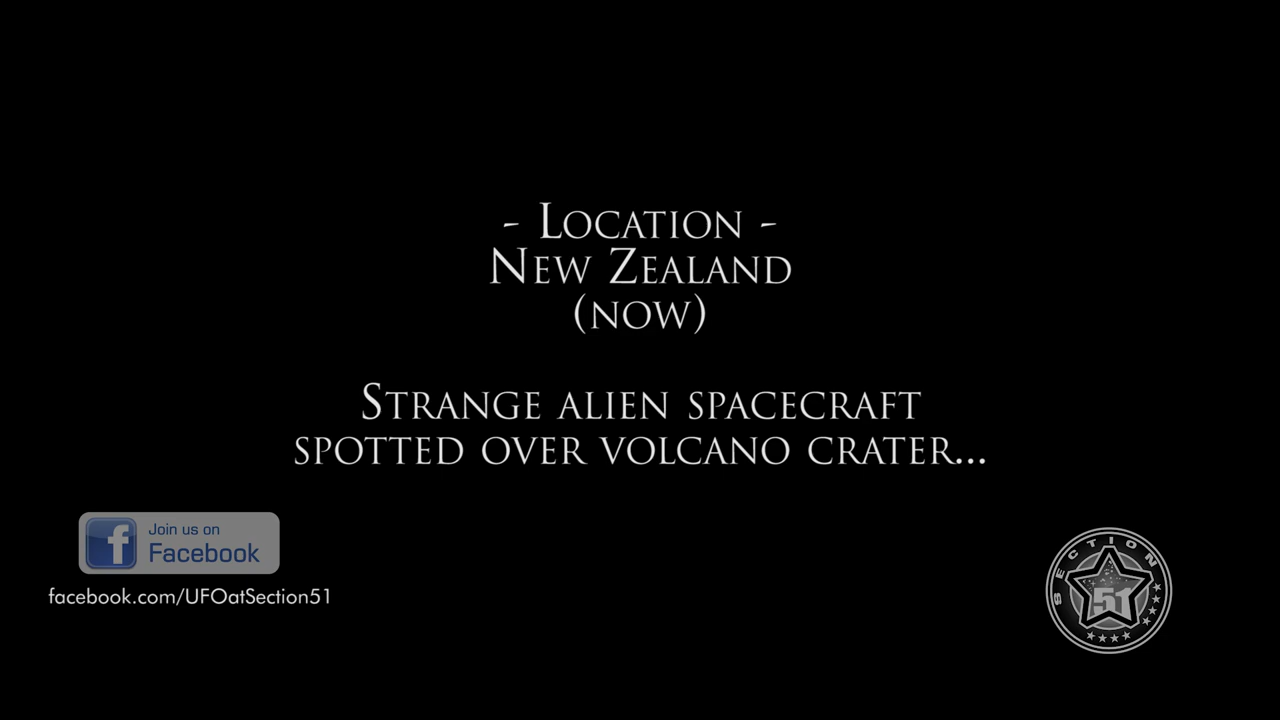 - Location -
New Zealand
(now)
Strange alien spacecraft
spotted over volcano crater...
Join us on
Facebook
facebook.com/UFOatSection51
SECTION
51